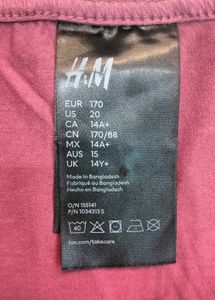 H&M
EUR 170
US 20
CA 14A+
CN 170/88
MX 14A+
AUS 15
UK 14Y+
Made in Bangladesh
Fabriqué au Bangladesh
Hecho en Bangladesh
O/N 155141
P/N 1034313 5
40
hm.com/takecare